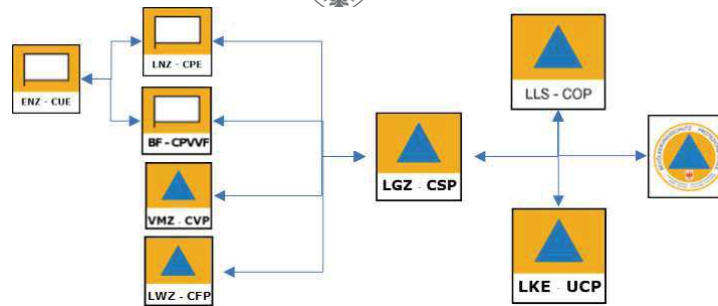 LNZ - CPE
LLS - COP
ENZ - CUE
BF - CPVVF
LGZ - CSP
VMZ - CVP
LWZ - CFP
LKE - UCP